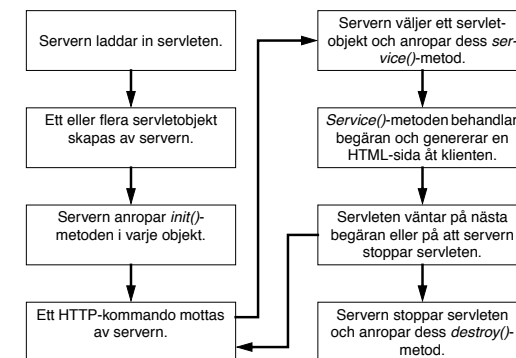 Servern laddar in servleten.
Ett eller flera servletobjekt
skapas av servern.
Servern anropar init()-
metoden i varje objekt.
Ett HTTP-kommando mottas
av servern.
Servern väljer ett servlet-
objekt och anropar dess ser-
vice()-metod.
Service()-metoden behandlar
begäran och genererar en
HTML-sida åt klienten.
Servleten väntar på nästa
begäran eller på att servern
stoppar servleten.
Servern stoppar servleten
och anropar dess destroy()-
metod.